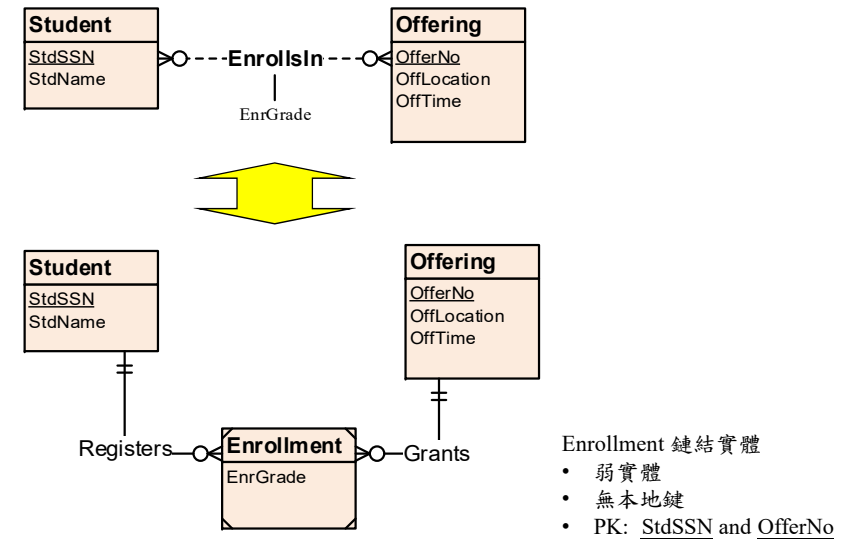 Student
StdSSN
StdName
EnrollsIn
EnrGrade
Offering
OfferNo
OffLocation
OffTime
Student
StdSSN
StdName
Offering
OfferNo
OffLocation
OffTime
Registers
Enrollment
EnrGrade
Grants
Enrollment 鏈結實體
• 弱實體
• 無本地鍵
• PK: StdSSN and OfferNo